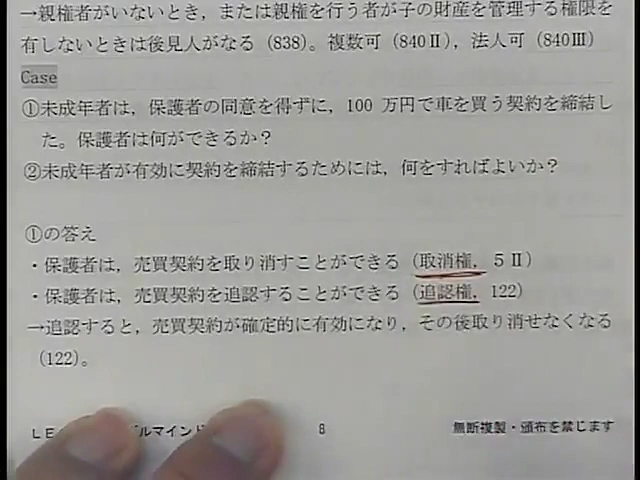 →親権者がいないとき，または親権を行う者が子の財産を管理する権限を
有しないときは後見人がなる（838）。複数可（840Ⅱ），法人可（840Ⅲ）
Case
①未成年者は，保護者の同意を得ずに，100 万円で車を買う契約を締結し
た。保護者は何ができるか？
②未成年者が有効に契約を締結するためには，何をすればよいか？
①の答え
・保護者は，売買契約を取り消すことができる（取消権，５Ⅱ）
・保護者は，売買契約を追認することができる（追認権，122）
→追認すると，売買契約が確定的に有効になり，その後取り消せなくなる
（122）。
ＬＥ ルマインド 8 無断複製・頒布を禁じます